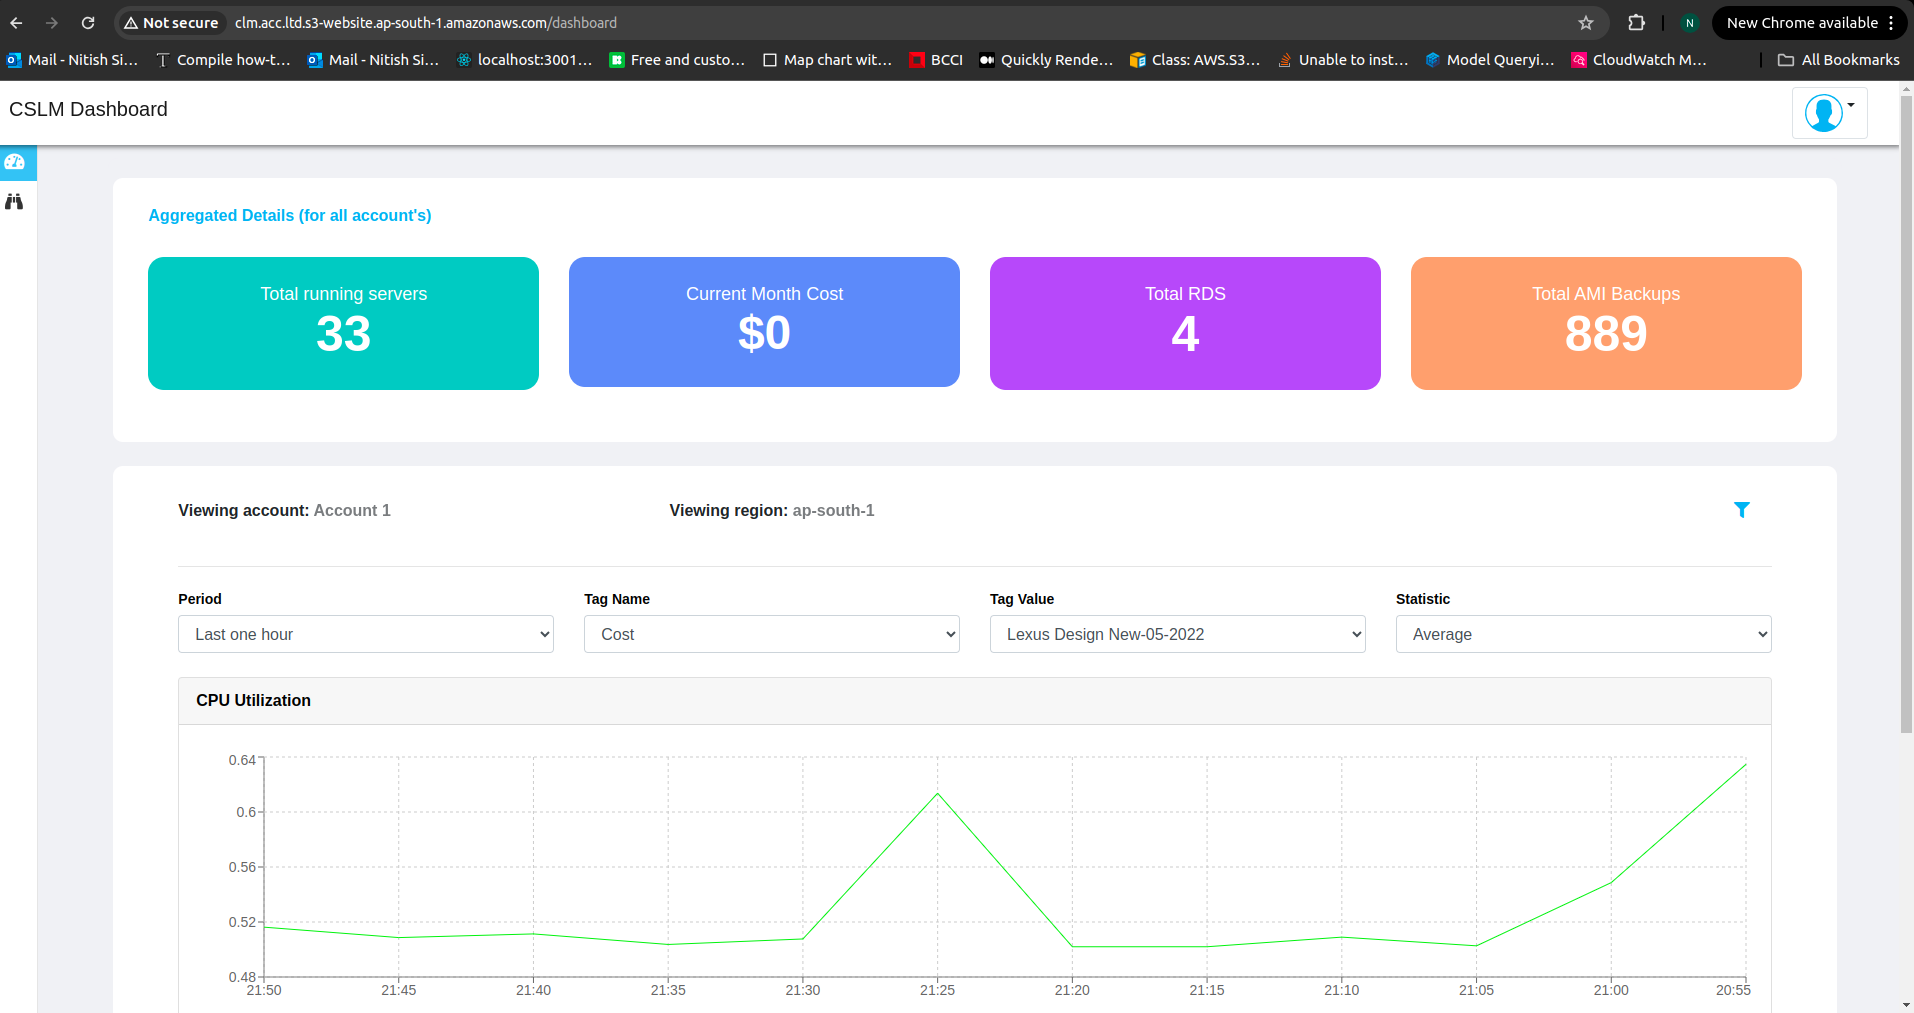 Not secure clm.acc.ltd.s3-website.ap-south-1.amazonaws.com/dashboard N New Chrome available
Mail - Nitish Si... Compile how-t... Mail - Nitish Si... localhost:3001... Free and custo... Map chart wit... BCCI Quickly Rende... Class: AWS.S3... Unable to inst... Model Queryi... CloudWatch M... All Bookmarks
CSLM Dashboard
Aggregated Details (for all account's)
Total running servers
33
Current Month Cost
$0
Total RDS
4
Total AMI Backups
889
Viewing account: Account 1 Viewing region: ap-south-1
Period Tag Name Tag Value Statistic
Last one hour Cost Lexus Design New-05-2022 Average
CPU Utilization
0.64
0.6
0.56
0.52
0.48
21:50 21:45 21:40 21:35 21:30 21:25 21:20 21:15 21:10 21:05 21:00 20:55